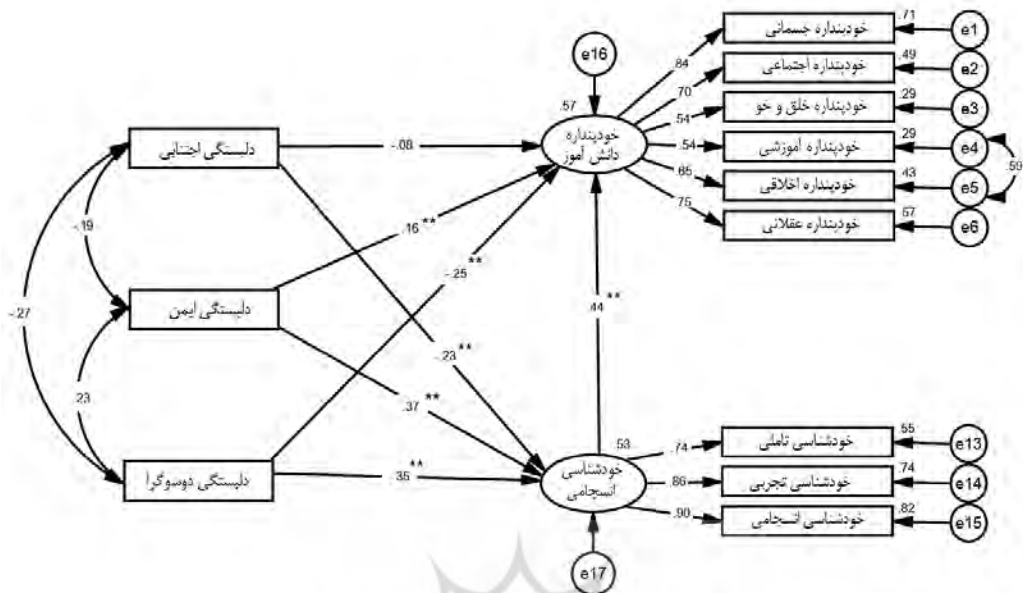 .71
خودپنداره جسمانی
e1
.84
.49
خودپنداره اجتماعی
e2
.70
.29
خودپنداره خلق و خو
e3
.54
.29
خودپنداره آموزشی
e4
.54
.59
.43
خودپنداره اخلاقی
e5
.65
.57
خودپنداره عقلانی
e6
.75
e16
.57
خودپنداره
دانش آموز
دلبستگی اجتنابی
-.08
-.19
.16**
-.25**
دلبستگی ایمن
-.27
.44**
-.23**
.23
.37**
دلبستگی دوسوگرا
.35**
.53
خودشناسی
انسجامی
.55
خودشناسی تاملی
e13
.74
.74
خودشناسی تجربی
e14
.86
.82
خودشناسی انسجامی
e15
.90
e17